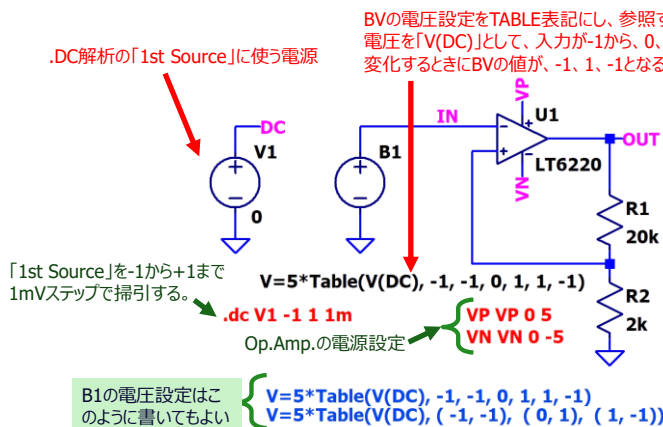 BVの電圧設定をTABLE表記にし、参照す
電圧を「V(DC)」として、入力が-1から、0、
変化するときにBVの値が、-1、1、-1となる
.DC解析の「1st Source」に使う電源
DC
V1
0
IN
B1
VP
U1
VN
LT6220
OUT
R1
20k
R2
2k
「1st Source」を-1から+1まで
1mVステップで掃引する。
V=5*Table(V(DC), -1, -1, 0, 1, 1, -1)
.dc V1 -1 1 1m
Op.Amp.の電源設定
VP VP 0 5
VN VN 0 -5
B1の電圧設定はこ
のように書いてもよい
V=5*Table(V(DC), -1, -1, 0, 1, 1, -1)
V=5*Table(V(DC), ( -1, -1), ( 0, 1), ( 1, -1))